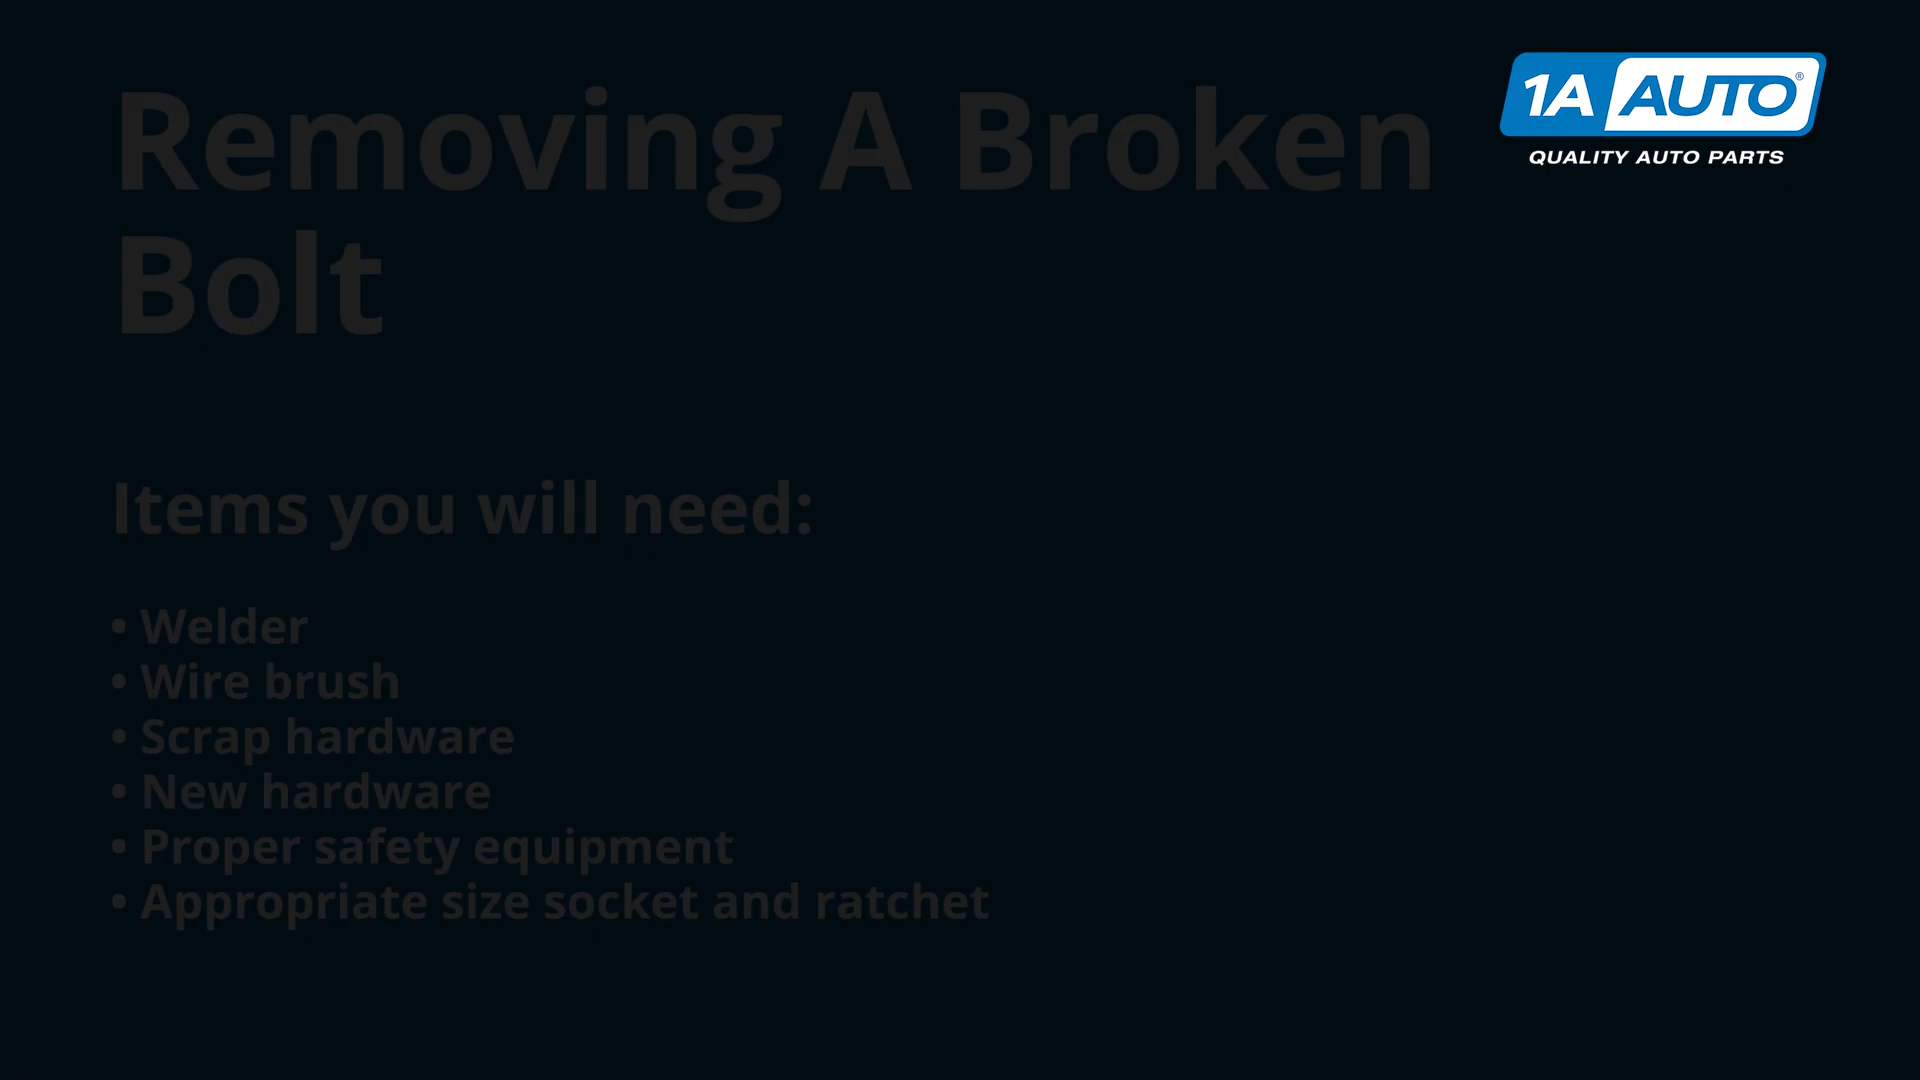 Removing A Broken
Bolt
1A AUTO®
QUALITY AUTO PARTS
Items you will need:
• Welder
• Wire brush
• Scrap hardware
• New hardware
• Proper safety equipment
• Appropriate size socket and ratchet